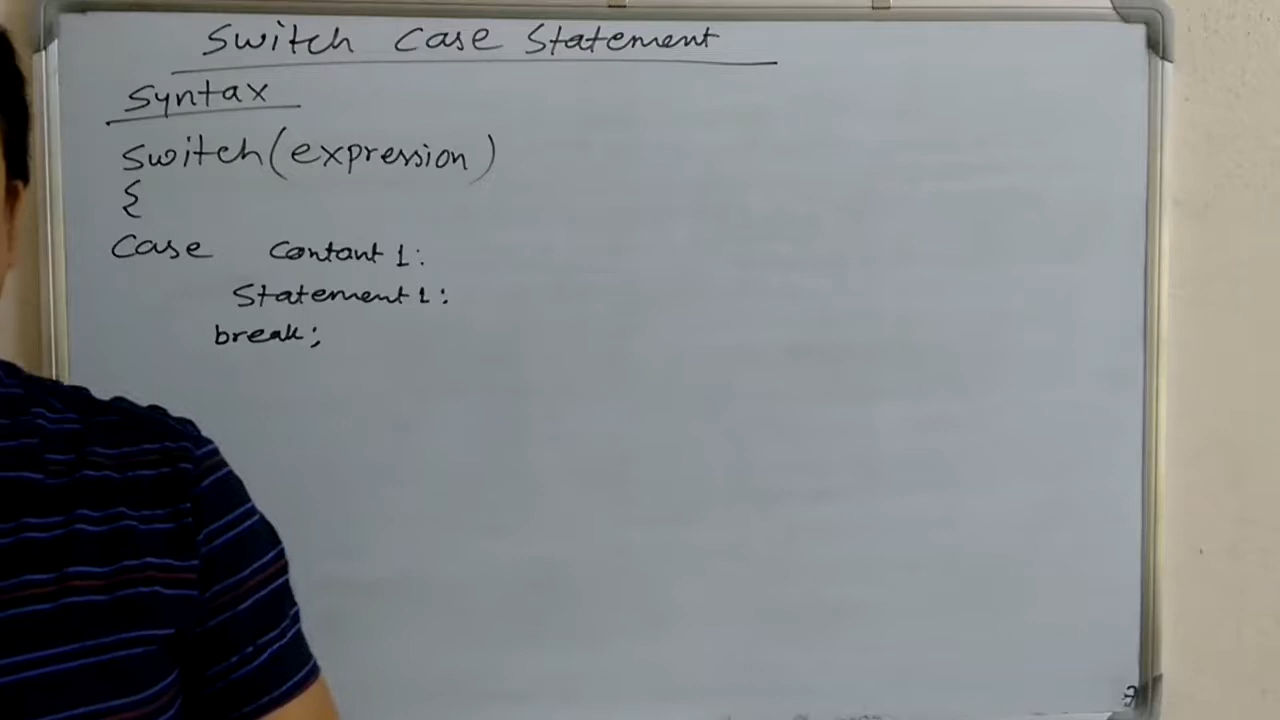 Switch Case Statement
Syntax
Switch(expression)
{
Case Contant 1:
Statement 1:
break;